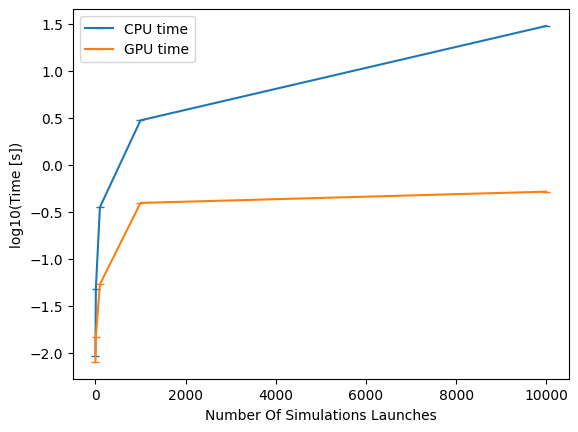 CPU time
GPU time
1.5
1.0
0.5
0.0
−0.5
−1.0
−1.5
−2.0
log10(Time [s])
0 2000 4000 6000 8000 10000
Number Of Simulations Launches